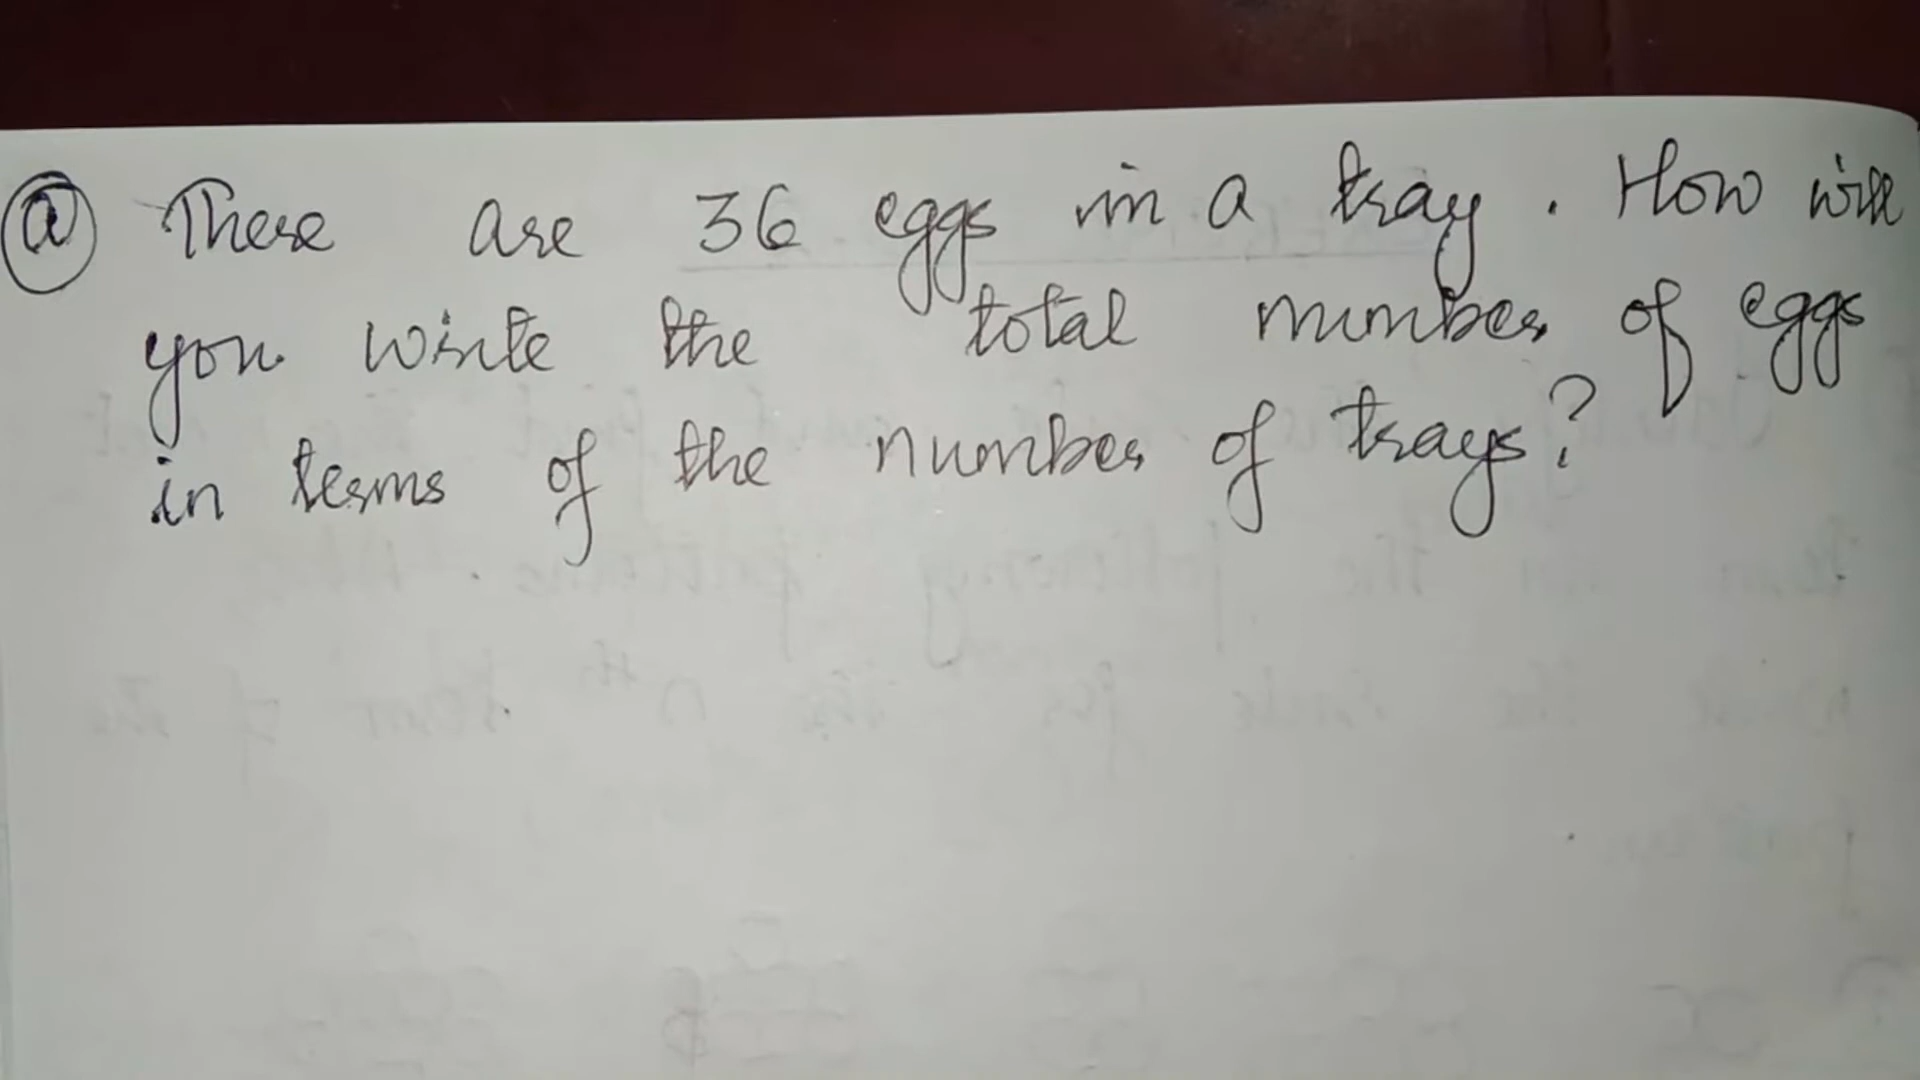 a There are 36 eggs in a tray. How will
you write the total number of eggs
in terms of the number of trays?